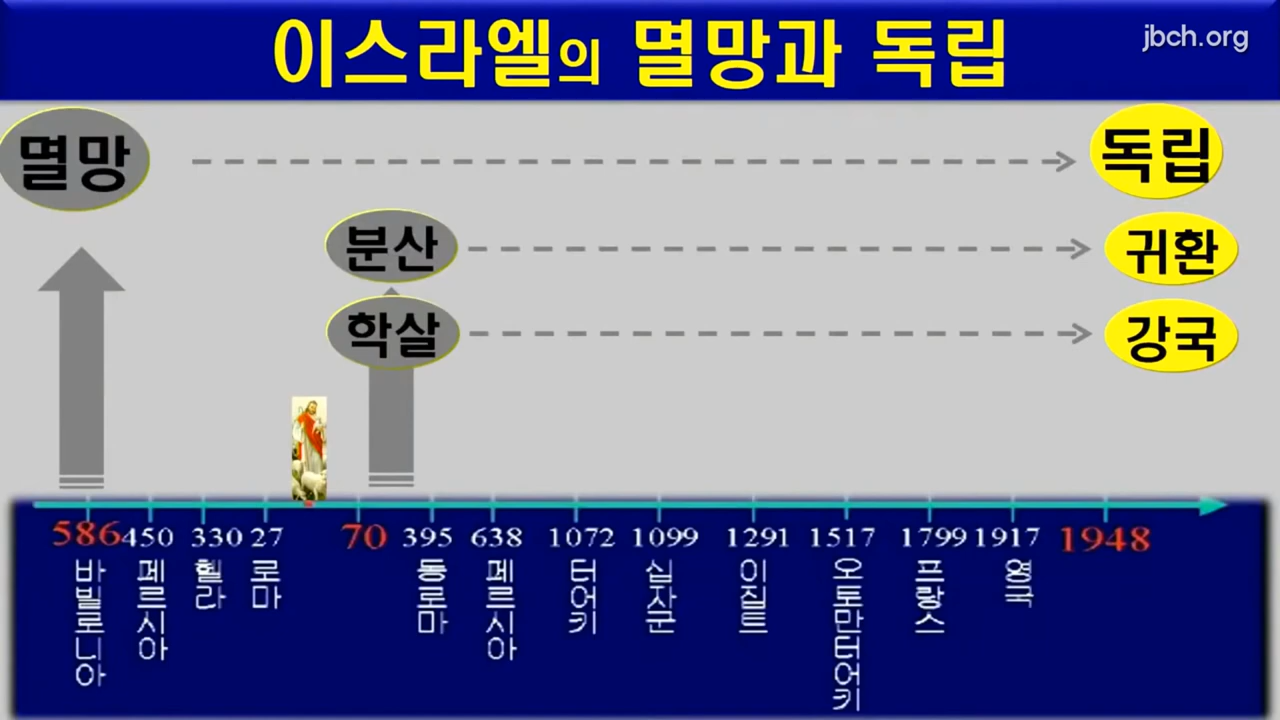 이스라엘의 멸망과 독립
jbch.org
멸망
독립
분산
귀환
학살
강국
586 450 330 27 70 395 638 1072 1099 1291 1517 1799 1917 1948
바빌로니아
페르시아
헬라
로마
동로마
페르시아
터어키
십자군
이집트
오토만터어키
프랑스
영국